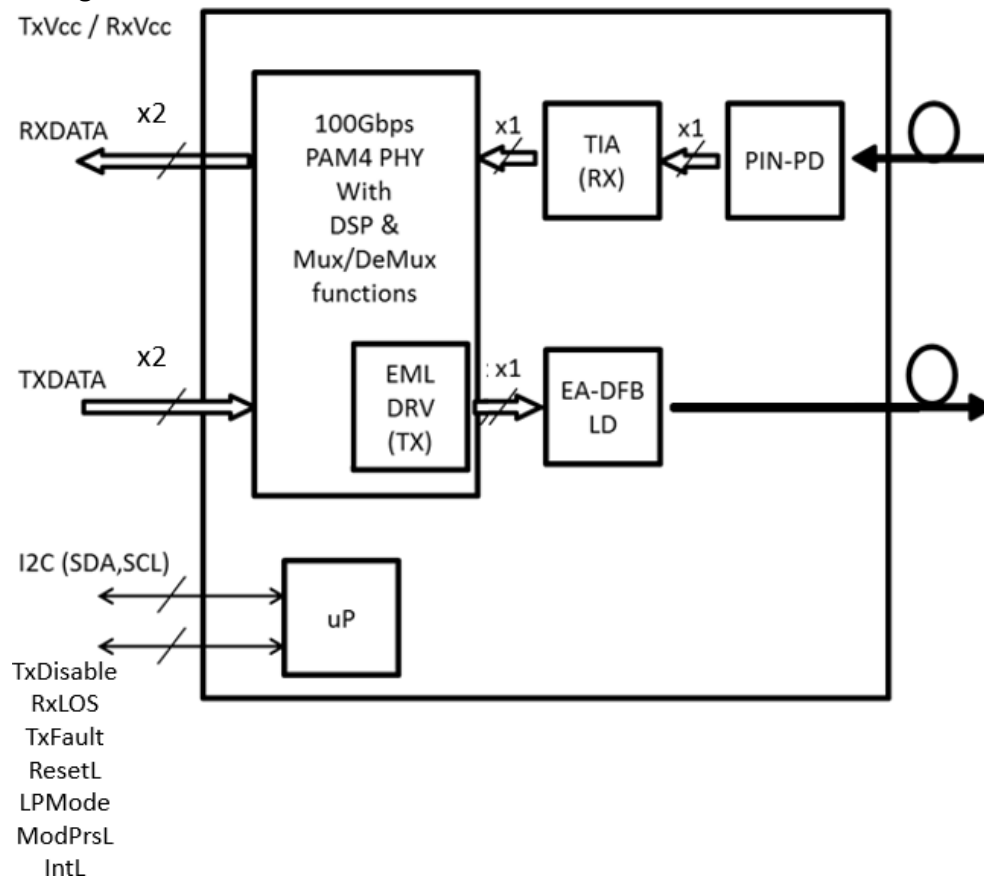 TxVcc / RxVcc
RXDATA
x2
100Gbps
PAM4 PHY
With
DSP &
Mux/DeMux
functions
x1
TIA
(RX)
x1
PIN-PD
TXDATA
x2
EML
DRV
(TX)
: x1
EA-DFB
LD
I2C (SDA,SCL)
uP
TxDisable
RxLOS
TxFault
ResetL
LPMode
ModPrsL
IntL